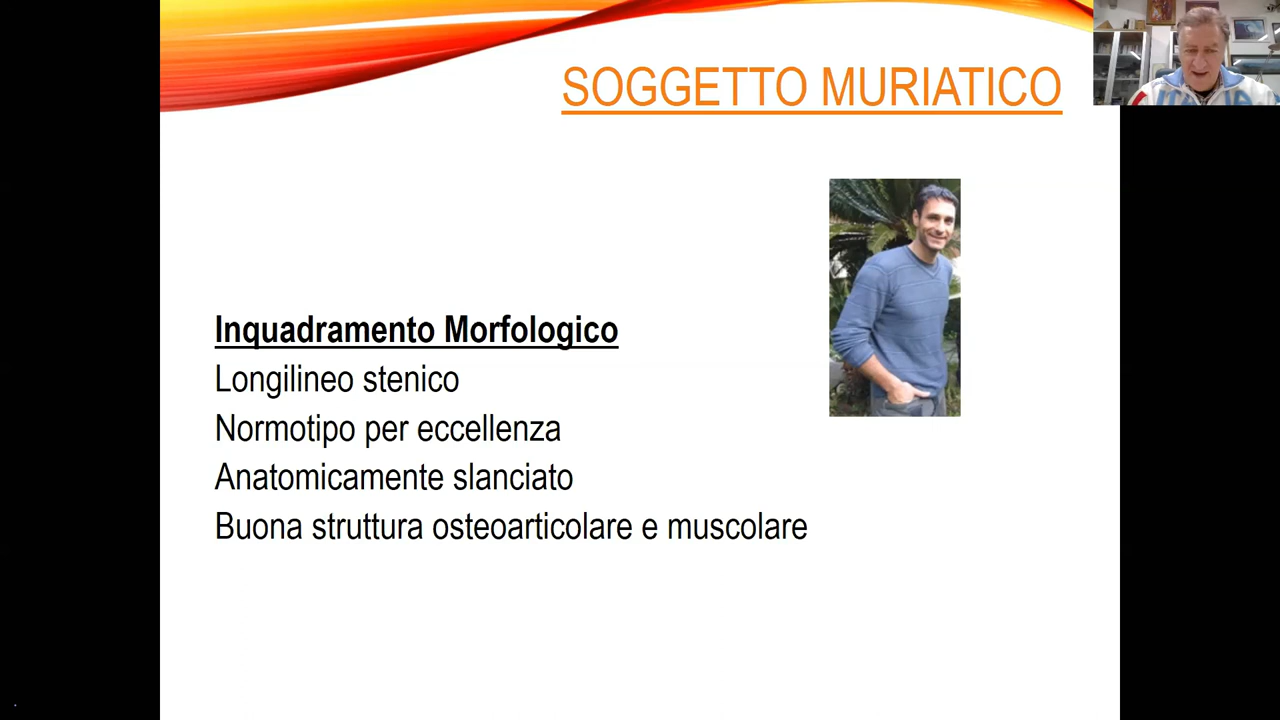 SOGGETTO MURIATICO
Inquadramento Morfologico
Longilineo stenico
Normotipo per eccellenza
Anatomicamente slanciato
Buona struttura osteoarticolare e muscolare